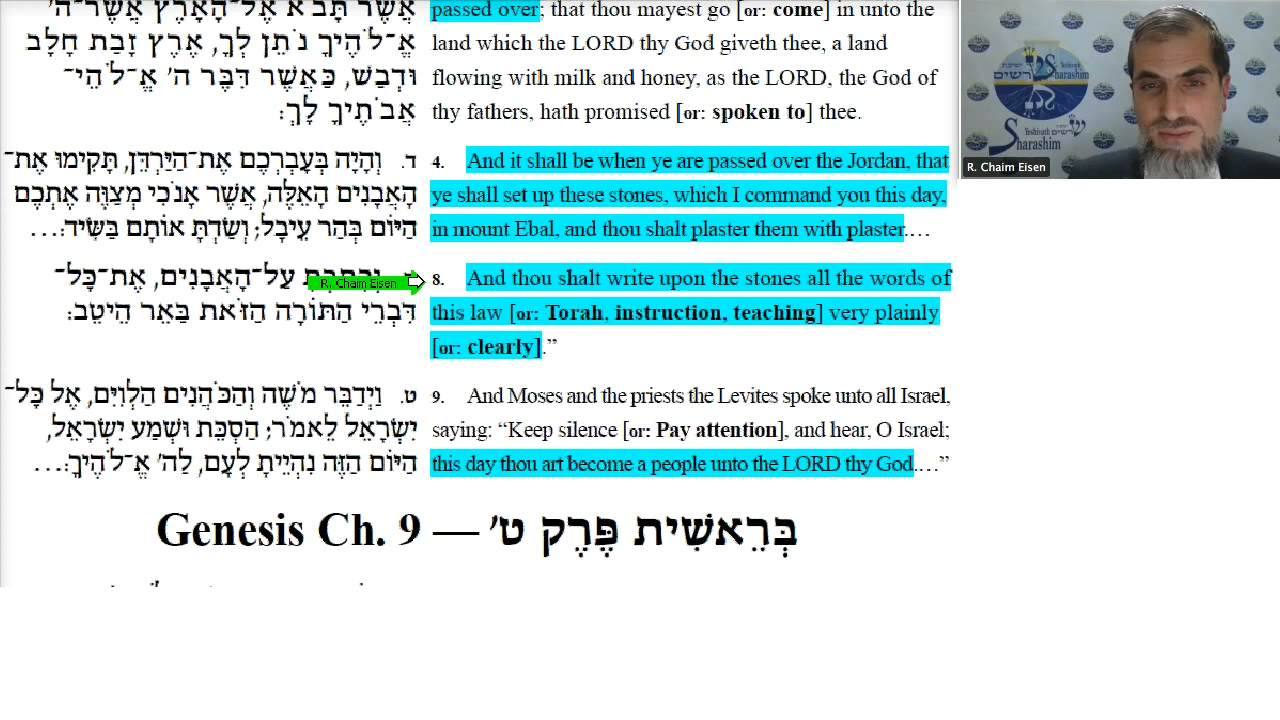 אֲשֶׁר תָּבֹא אֶל־הָאָרֶץ אֲשֶׁר־ה'
אֱ־לֹהֶיךָ נֹתֵן לְךָ, אֶרֶץ זָבַת חָלָב
וּדְבַשׁ, כַּאֲשֶׁר דִּבֶּר ה' אֱ־לֹהֵי־
אֲבֹתֶיךָ לָךְ:
passed over; that thou mayest go [or: come] in unto the
land which the LORD thy God giveth thee, a land
flowing with milk and honey, as the LORD, the God of
thy fathers, hath promised [or: spoken to] thee.
ד. וְהָיָה בְּעׇבְרְכֶם אֶת־הַיַּרְדֵּן, תָּקִימוּ אֶת־
הָאֲבָנִים הָאֵלֶּה, אֲשֶׁר אָנֹכִי מְצַוֶּה אֶתְכֶם
הַיּוֹם בְּהַר עֵיבָל; וְשַׂדְתָּ אוֹתָם בַּשִּׂיד:...
4. And it shall be when ye are passed over the Jordan, that
ye shall set up these stones, which I command you this day,
in mount Ebal, and thou shalt plaster them with plaster....
עַל־הָאֲבָנִים, אֶת־כׇּל־
דִּבְרֵי הַתּוֹרָה הַזֹּאת בַּאֵר הֵיטֵב:
R. Chaim Eisen
8. And thou shalt write upon the stones all the words of
this law [or: Torah, instruction, teaching] very plainly
[or: clearly].”
ט. וַיְדַבֵּר מֹשֶׁה וְהַכֹּהֲנִים הַלְוִיִּם, אֶל כׇּל־
יִשְׂרָאֵל לֵאמֹר; הַסְכֵּת וּשְׁמַע יִשְׂרָאֵל,
הַיּוֹם הַזֶּה נִהְיֵיתָ לְעָם, לַה' אֱ־לֹהֶיךָ:...
9. And Moses and the priests the Levites spoke unto all Israel,
saying: “Keep silence [or: Pay attention], and hear, O Israel;
this day thou art become a people unto the LORD thy God....”
Genesis Ch. 9 — בְּרֵאשִׁית פֶּרֶק ט'
Yeshivath שרשים
Sharashim
R. Chaim Eisen